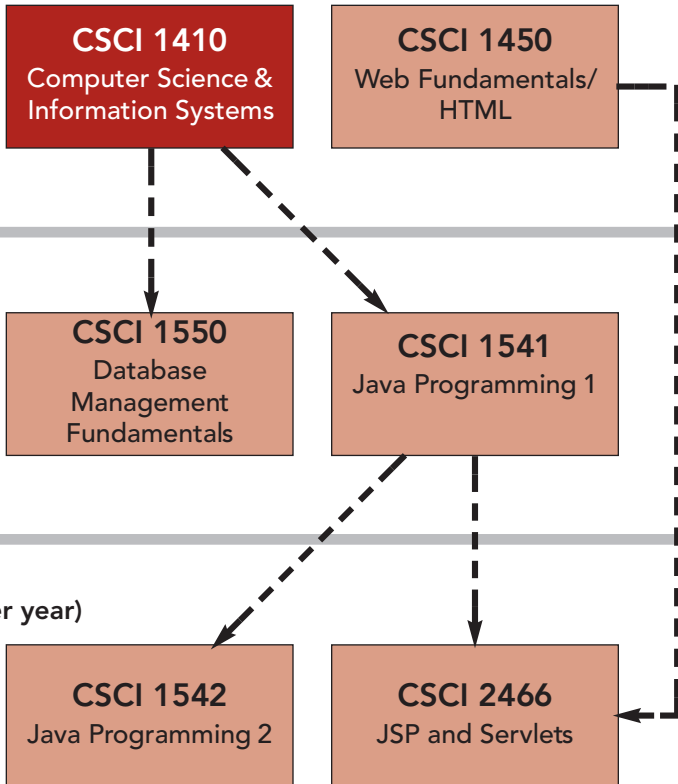 CSCI 1410
Computer Science &
Information Systems
CSCI 1450
Web Fundamentals/
HTML
CSCI 1550
Database
Management
Fundamentals
CSCI 1541
Java Programming 1
er year)
CSCI 1542
Java Programming 2
CSCI 2466
JSP and Servlets